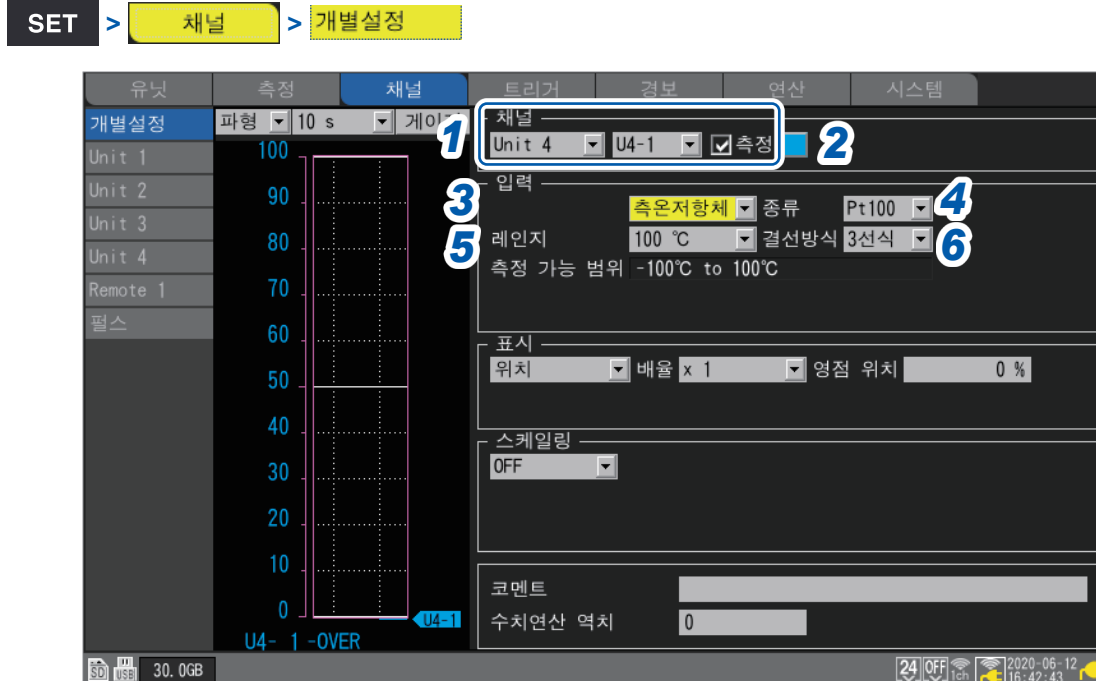 SET > 채널 > 개별설정
유닛 측정 채널 트리거 경보 연산 시스템
개별설정 파형 10 s 1 채널
Unit 1 100 Unit 4 U4-1 측정 2
Unit 2 90 입력
3 측온저항체 종류 Pt100 4
Unit 3 80 5 레인지 100 ℃ 결선방식 3선식 6
Unit 4 측정 가능 범위 -100℃ to 100℃
Remote 1 70
펄스 60 표시
50 위치 배율 x 1 영점 위치 0 %
40 스케일링
30 OFF
20
10 코멘트
0 U4-1 수치연산 역치 0
U4- 1 -OVER
SD USB 30.0GB 24 OFF 1ch 2020-06-12
16:42:43